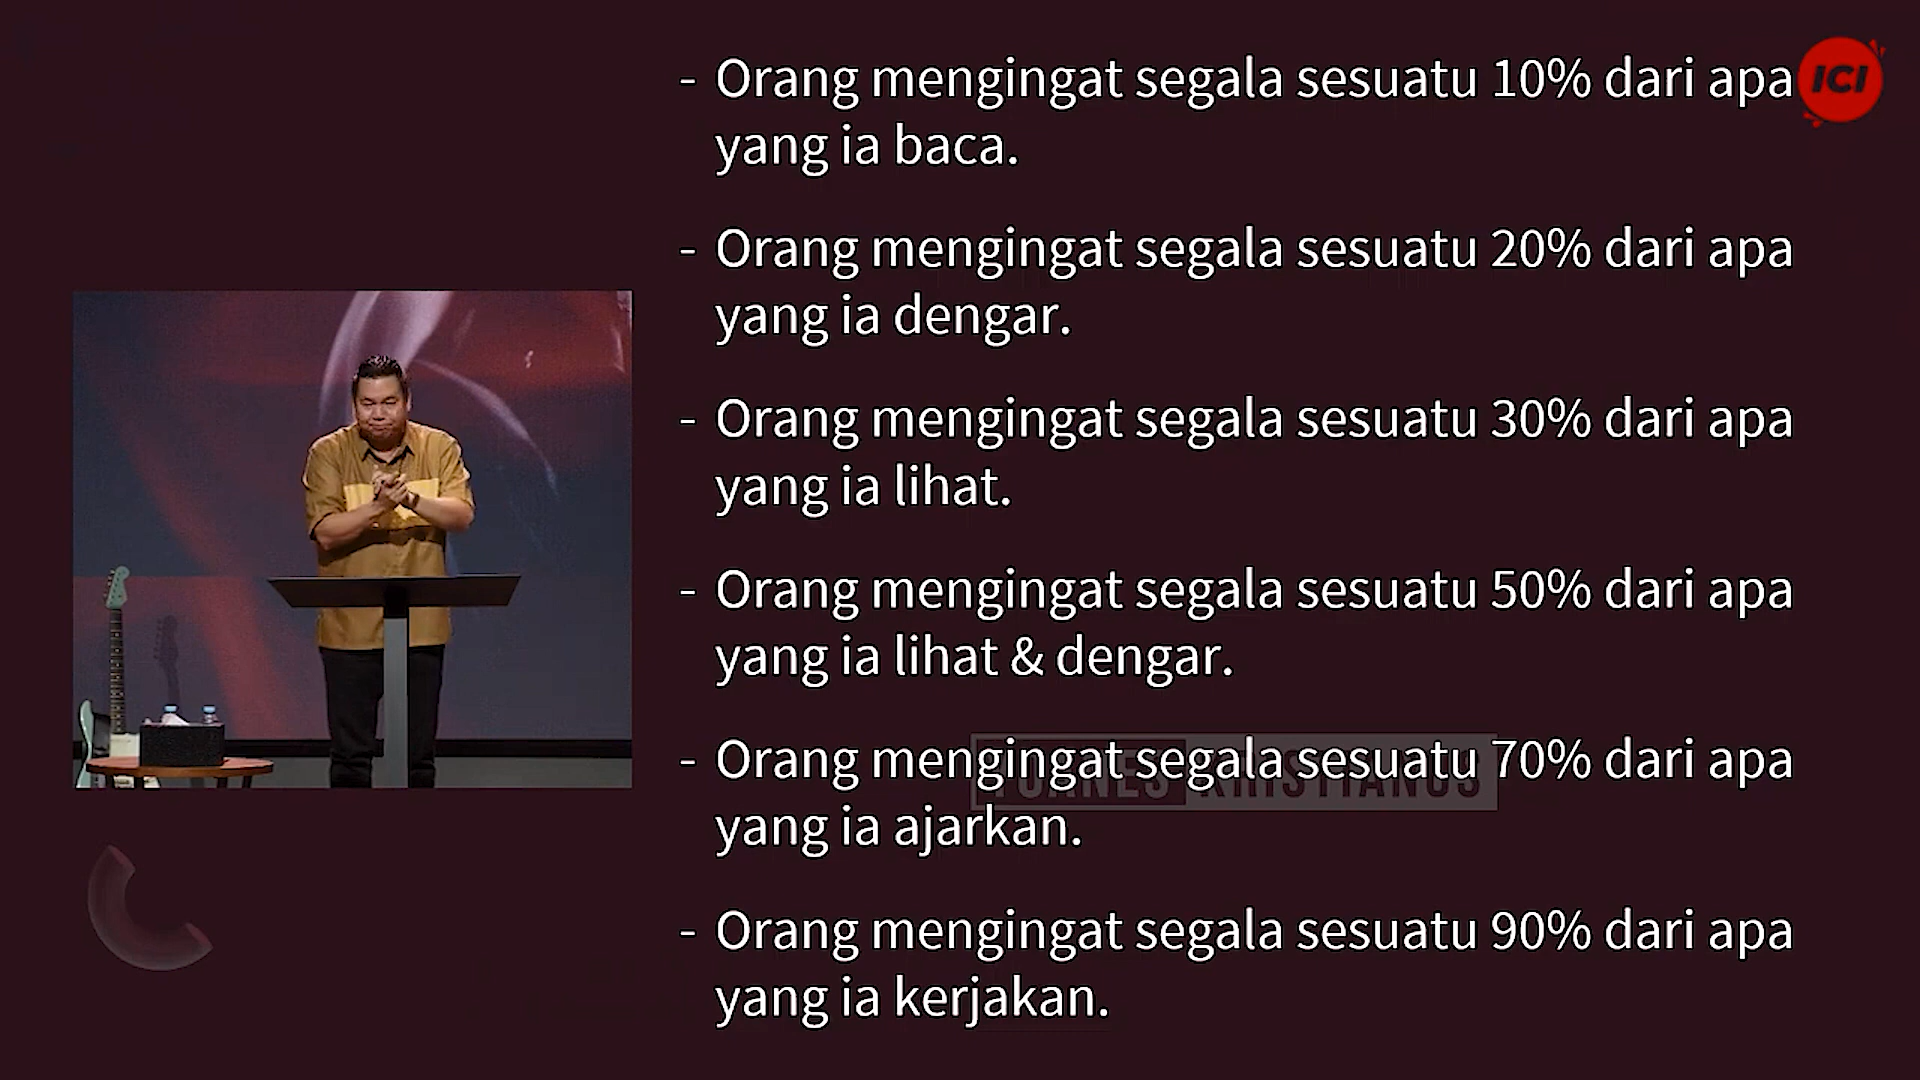 - Orang mengingat segala sesuatu 10% dari apa
yang ia baca.
ICI
- Orang mengingat segala sesuatu 20% dari apa
yang ia dengar.
- Orang mengingat segala sesuatu 30% dari apa
yang ia lihat.
- Orang mengingat segala sesuatu 50% dari apa
yang ia lihat & dengar.
- Orang mengingat segala sesuatu 70% dari apa
KRISTIANUS
yang ia ajarkan.
- Orang mengingat segala sesuatu 90% dari apa
yang ia kerjakan.